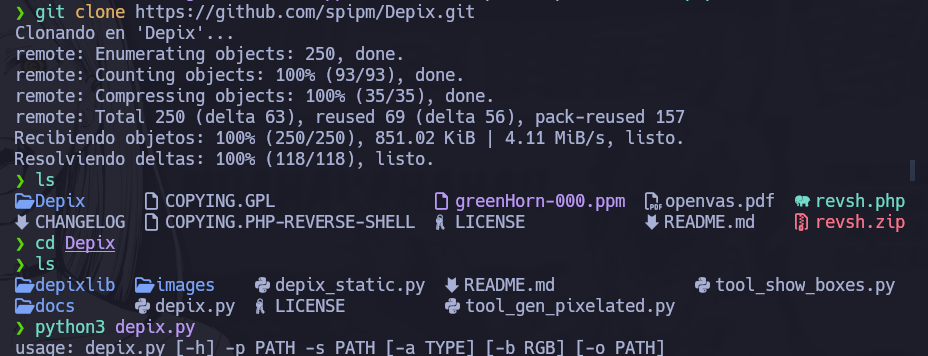 ❯ git clone https://github.com/spipm/Depix.git
Clonando en 'Depix'...
remote: Enumerating objects: 250, done.
remote: Counting objects: 100% (93/93), done.
remote: Compressing objects: 100% (35/35), done.
remote: Total 250 (delta 63), reused 69 (delta 56), pack-reused 157
Recibiendo objetos: 100% (250/250), 851.02 KiB | 4.11 MiB/s, listo.
Resolviendo deltas: 100% (118/118), listo.
❯ ls
Depix COPYING.GPL greenHorn-000.ppm openvas.pdf revsh.php
CHANGELOG COPYING.PHP-REVERSE-SHELL LICENSE README.md revsh.zip
❯ cd Depix
❯ ls
depixlib images depix_static.py README.md tool_show_boxes.py
docs depix.py LICENSE tool_gen_pixelated.py
❯ python3 depix.py
usage: depix.py [-h] -p PATH -s PATH [-a TYPE] [-b RGB] [-o PATH]